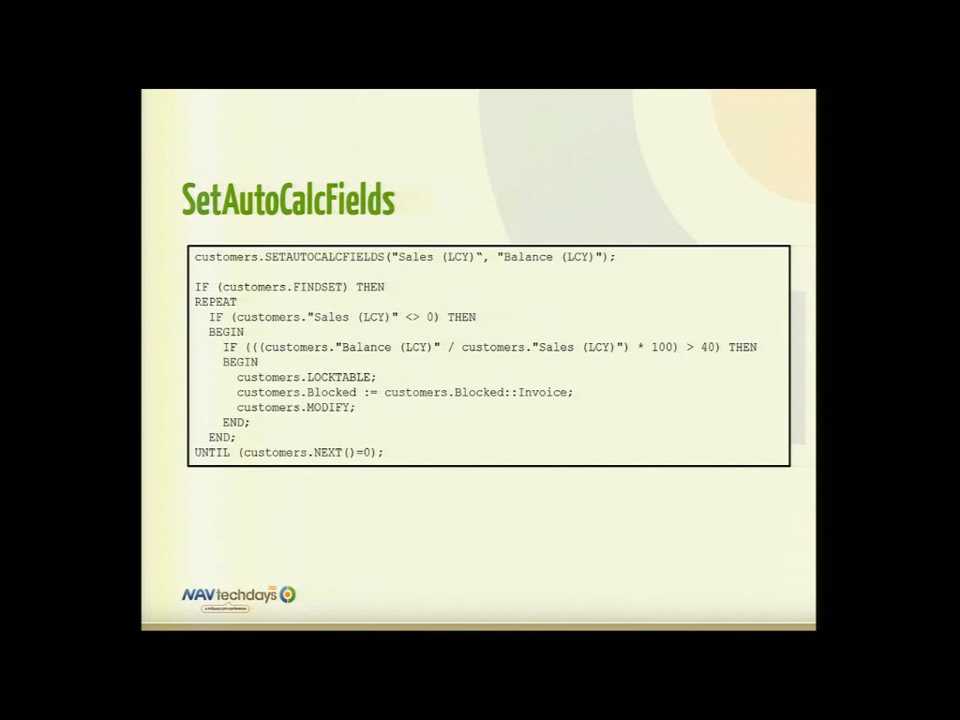 SetAutoCalcFields
customers.SETAUTOCALCFIELDS("Sales (LCY)“, "Balance (LCY)");
IF (customers.FINDSET) THEN
REPEAT
IF (customers."Sales (LCY)" <> 0) THEN
BEGIN
IF (((customers."Balance (LCY)" / customers."Sales (LCY)") * 100) > 40) THEN
BEGIN
customers.LOCKTABLE;
customers.Blocked := customers.Blocked::Invoice;
customers.MODIFY;
END;
END;
UNTIL (customers.NEXT()=0);
NAVtechdays